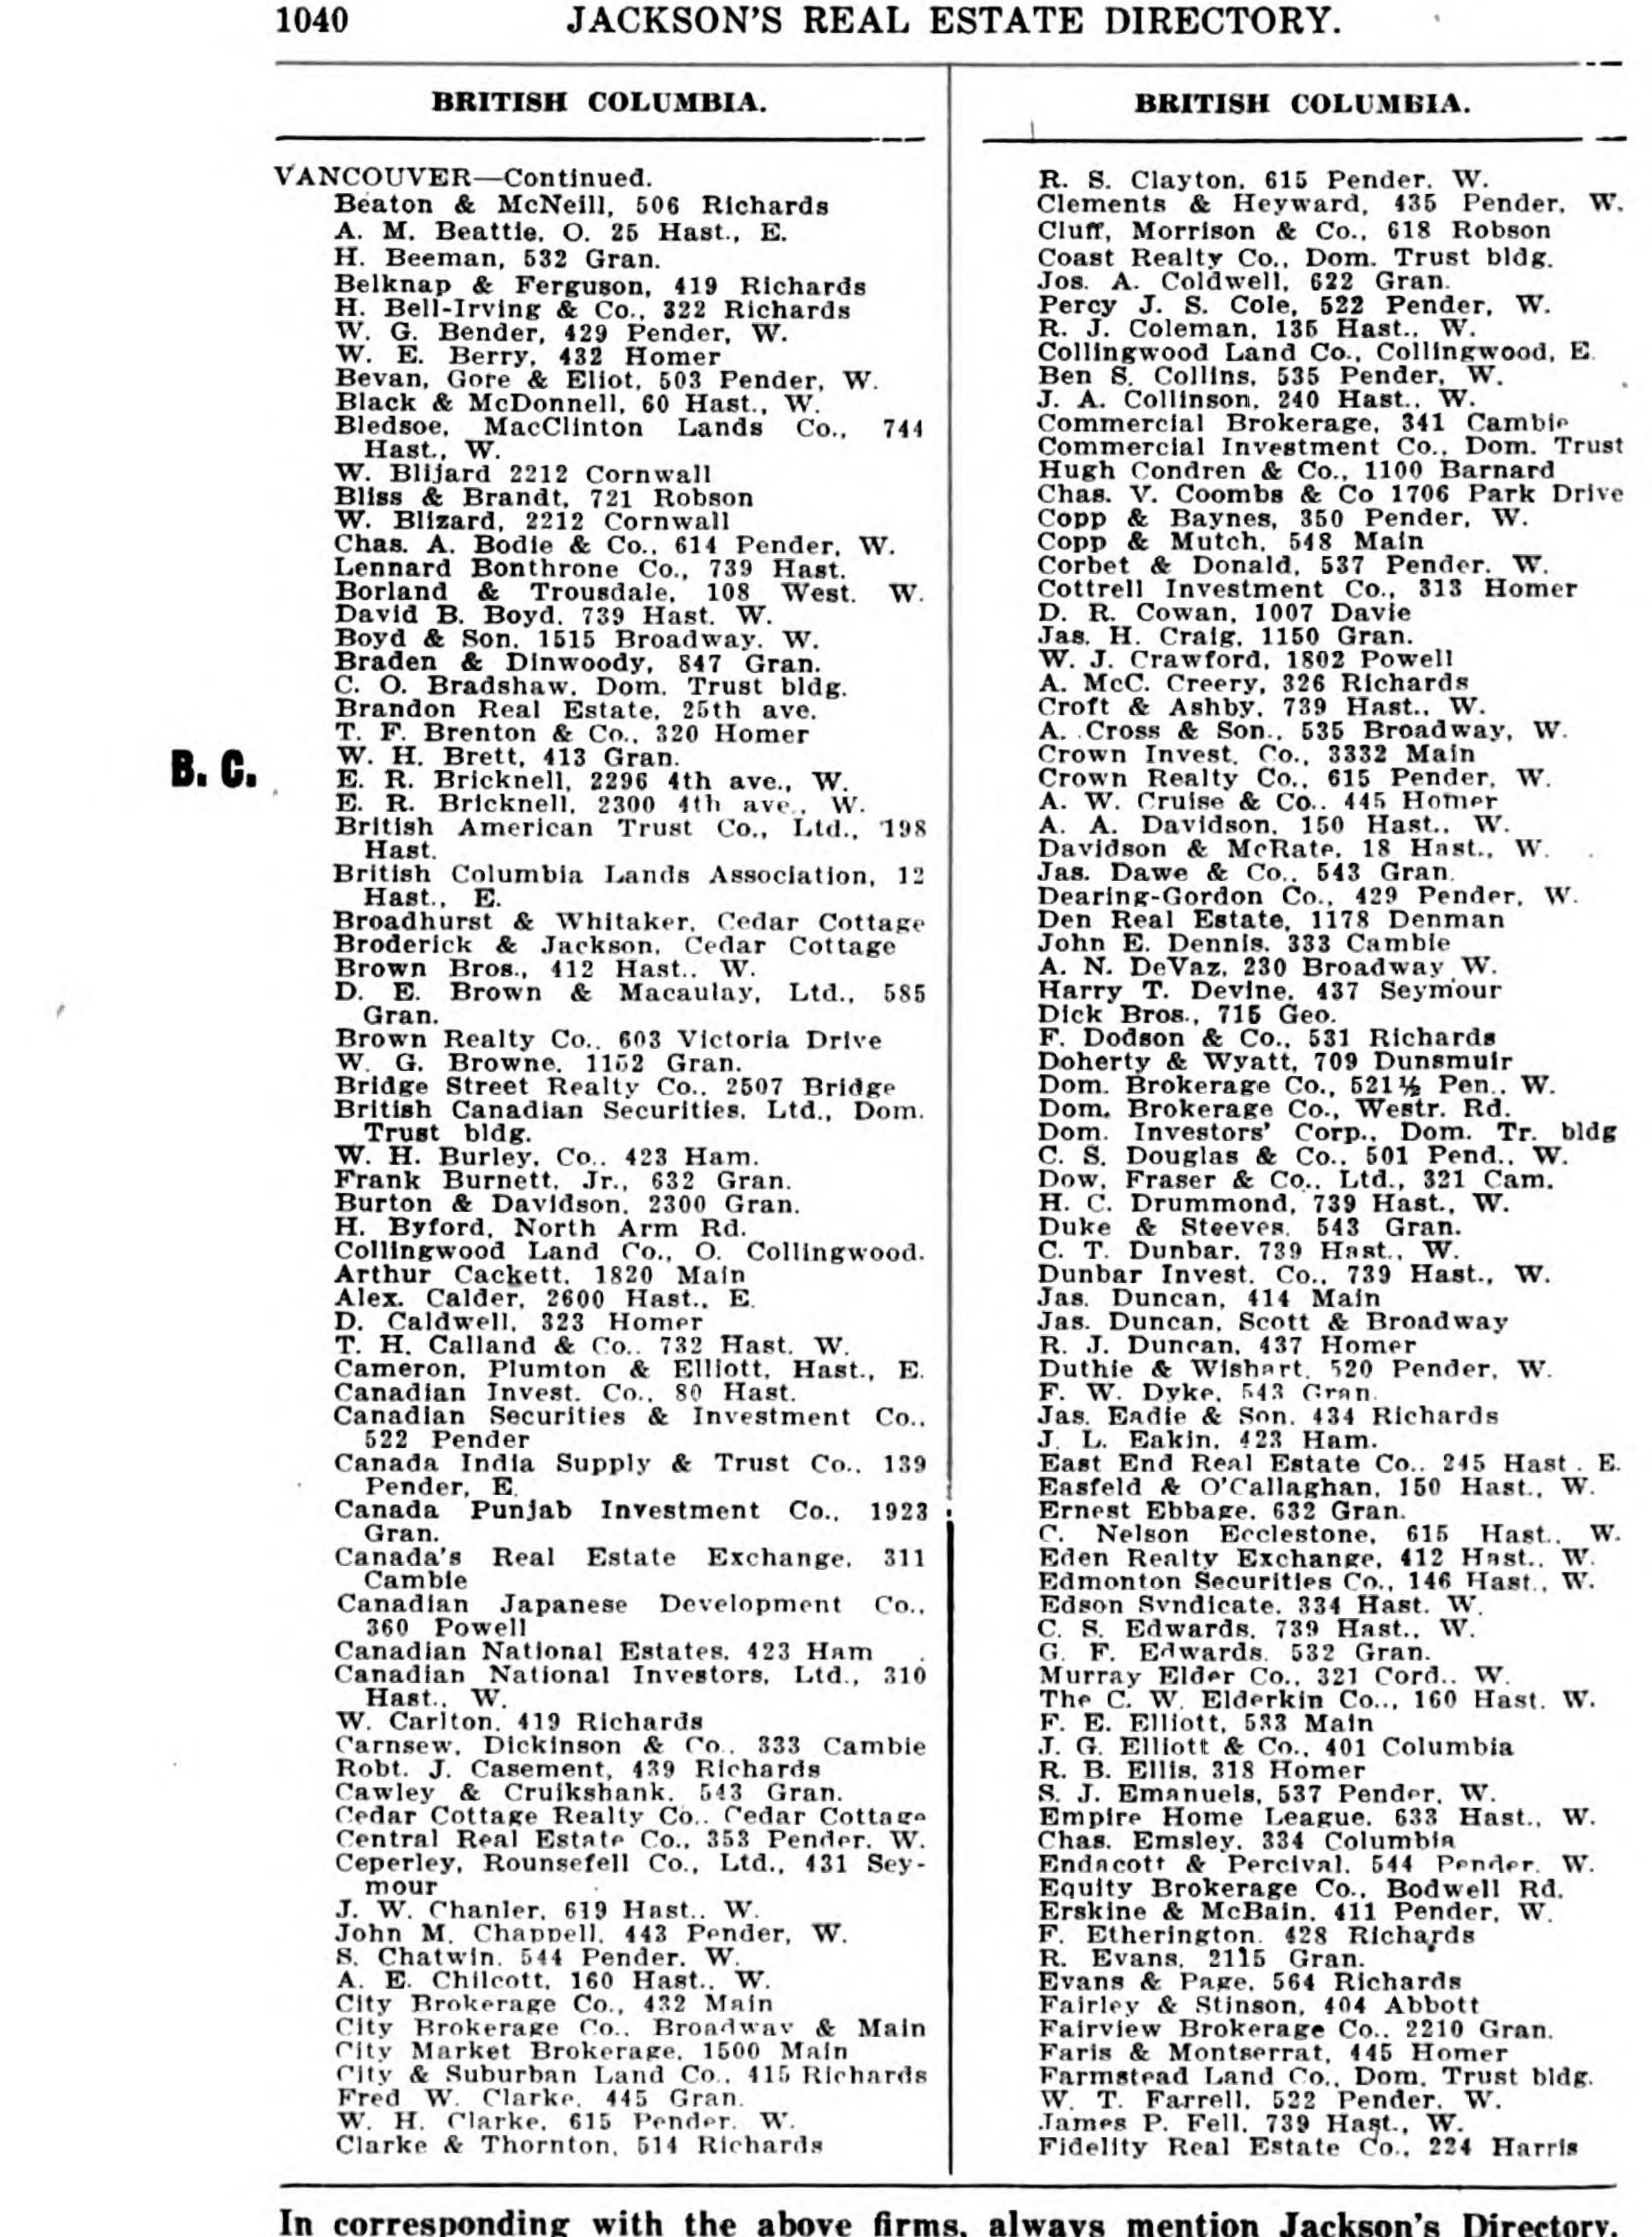 1040 JACKSON'S REAL ESTATE DIRECTORY.
BRITISH COLUMBIA.
VANCOUVER—Continued.
Beaton & McNeill, 506 Richards
A. M. Beattie, O. 25 Hast., E.
H. Beeman, 532 Gran.
Belknap & Ferguson, 419 Richards
H. Bell-Irving & Co., 322 Richards
W. G. Bender, 429 Pender, W.
W. E. Berry, 432 Homer
Bevan, Gore & Eliot, 503 Pender, W.
Black & McDonnell, 60 Hast., W.
Bledsoe, MacClinton Lands Co., 744
Hast., W.
W. Blijard 2212 Cornwall
Bliss & Brandt, 721 Robson
W. Blizard, 2212 Cornwall
Chas. A. Bodie & Co., 614 Pender, W.
Lennard Bonthrone Co., 739 Hast.
Borland & Trousdale, 108 West. W.
David B. Boyd, 739 Hast. W.
Boyd & Son, 1515 Broadway. W.
Braden & Dinwoody, 847 Gran.
C. O. Bradshaw, Dom. Trust bldg.
Brandon Real Estate, 25th ave.
T. F. Brenton & Co., 320 Homer
W. H. Brett, 413 Gran.
B. C.
E. R. Bricknell, 2296 4th ave., W.
E. R. Bricknell, 2300 4th ave., W.
British American Trust Co., Ltd., 198
Hast.
British Columbia Lands Association, 12
Hast., E.
Broadhurst & Whitaker, Cedar Cottage
Broderick & Jackson, Cedar Cottage
Brown Bros., 412 Hast., W.
D. E. Brown & Macaulay, Ltd., 585
Gran.
Brown Realty Co., 603 Victoria Drive
W. G. Browne, 1152 Gran.
Bridge Street Realty Co., 2507 Bridge
British Canadian Securities, Ltd., Dom.
Trust bldg.
W. H. Burley, Co., 423 Ham.
Frank Burnett, Jr., 632 Gran.
Burton & Davidson, 2300 Gran.
H. Byford, North Arm Rd.
Collingwood Land Co., O. Collingwood.
Arthur Cackett, 1820 Main
Alex. Calder, 2600 Hast., E.
D. Caldwell, 323 Homer
T. H. Calland & Co., 732 Hast. W.
Cameron, Plumton & Elliott, Hast., E.
Canadian Invest. Co., 80 Hast.
Canadian Securities & Investment Co.,
522 Pender
Canada India Supply & Trust Co., 139
Pender, E.
Canada Punjab Investment Co., 1923
Gran.
Canada's Real Estate Exchange, 311
Cambie
Canadian Japanese Development Co.,
360 Powell
Canadian National Estates, 423 Ham
Canadian National Investors, Ltd., 310
Hast., W.
W. Carlton, 419 Richards
Carnsew, Dickinson & Co., 333 Cambie
Robt. J. Casement, 439 Richards
Cawley & Cruikshank, 543 Gran.
Cedar Cottage Realty Co., Cedar Cottage
Central Real Estate Co., 353 Pender. W.
Ceperley, Rounsefell Co., Ltd., 431 Sey-
mour
J. W. Chanler, 619 Hast., W.
John M. Chappell, 443 Pender, W.
S. Chatwin, 544 Pender. W.
A. E. Chilcott, 160 Hast., W.
City Brokerage Co., 432 Main
City Brokerage Co., Broadway & Main
City Market Brokerage, 1500 Main
City & Suburban Land Co., 415 Richards
Fred W. Clarke, 445 Gran.
W. H. Clarke, 615 Pender. W.
Clarke & Thornton, 514 Richards
BRITISH COLUMBIA.
R. S. Clayton, 615 Pender, W.
Clements & Heyward, 435 Pender, W.
Cluff, Morrison & Co., 618 Robson
Coast Realty Co., Dom. Trust bldg.
Jos. A. Coldwell, 622 Gran.
Percy J. S. Cole, 522 Pender, W.
R. J. Coleman, 135 Hast., W.
Collingwood Land Co., Collingwood, E.
Ben S. Collins, 535 Pender, W.
J. A. Collinson, 240 Hast., W.
Commercial Brokerage, 341 Cambie
Commercial Investment Co., Dom. Trust
Hugh Condren & Co., 1100 Barnard
Chas. V. Coombs & Co 1706 Park Drive
Copp & Baynes, 350 Pender, W.
Copp & Mutch, 548 Main
Corbet & Donald, 537 Pender. W.
Cottrell Investment Co., 313 Homer
D. R. Cowan, 1007 Davie
Jas. H. Craig, 1150 Gran.
W. J. Crawford, 1802 Powell
A. McC. Creery, 326 Richards
Croft & Ashby, 739 Hast., W.
A. Cross & Son., 535 Broadway, W.
Crown Invest. Co., 3332 Main
Crown Realty Co., 615 Pender, W.
A. W. Cruise & Co., 445 Homer
A. A. Davidson, 150 Hast., W.
Davidson & McRate, 18 Hast., W.
Jas. Dawe & Co., 543 Gran.
Dearing-Gordon Co., 429 Pender, W.
Den Real Estate, 1178 Denman
John E. Dennis, 333 Cambie
A. N. DeVaz, 230 Broadway W.
Harry T. Devine, 437 Seymour
Dick Bros., 715 Geo.
F. Dodson & Co., 531 Richards
Doherty & Wyatt, 709 Dunsmuir
Dom. Brokerage Co., 521½ Pen., W.
Dom. Brokerage Co., Westr. Rd.
Dom. Investors' Corp., Dom. Tr. bldg
C. S. Douglas & Co., 501 Pend., W.
Dow, Fraser & Co., Ltd., 321 Cam.
H. C. Drummond, 739 Hast., W.
Duke & Steeves, 543 Gran.
C. T. Dunbar, 739 Hast., W.
Dunbar Invest. Co., 739 Hast., W.
Jas. Duncan, 414 Main
Jas. Duncan, Scott & Broadway
R. J. Duncan, 437 Homer
Duthie & Wishart, 520 Pender, W.
F. W. Dyke, 543 Gran.
Jas. Eadie & Son, 434 Richards
J. L. Eakin, 423 Ham.
East End Real Estate Co., 245 Hast. E.
Easfeld & O'Callaghan, 150 Hast., W.
Ernest Ebbage, 632 Gran.
C. Nelson Ecclestone, 615 Hast., W.
Eden Realty Exchange, 412 Hast., W.
Edmonton Securities Co., 146 Hast., W.
Edson Syndicate, 334 Hast. W.
C. S. Edwards, 739 Hast., W.
G. F. Edwards, 532 Gran.
Murray Elder Co., 321 Cord., W.
The C. W. Elderkin Co.., 160 Hast. W.
F. E. Elliott, 533 Main
J. G. Elliott & Co., 401 Columbia
R. B. Ellis, 318 Homer
S. J. Emanuels, 537 Pender, W.
Empire Home League, 633 Hast., W.
Chas. Emsley, 334 Columbia
Endacott & Percival, 544 Pender. W.
Equity Brokerage Co., Bodwell Rd.
Erskine & McBain, 411 Pender, W.
F. Etherington, 428 Richards
R. Evans, 2115 Gran.
Evans & Page, 564 Richards
Fairley & Stinson, 404 Abbott
Fairview Brokerage Co., 2210 Gran.
Faris & Montserrat, 445 Homer
Farmstead Land Co., Dom. Trust bldg.
W. T. Farrell, 522 Pender, W.
James P. Fell, 739 Hast., W.
Fidelity Real Estate Co., 224 Harris
In corresponding with the above firms, always mention Jackson's Directory.